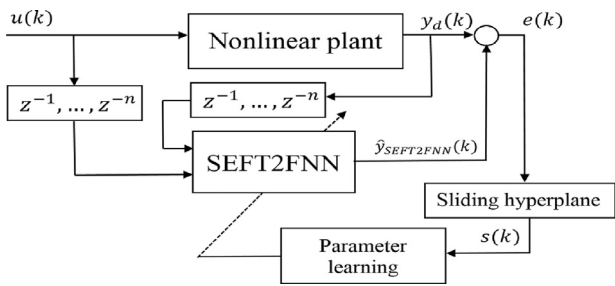 u(k)
Nonlinear plant
y_d(k)
e(k)
z^{-1}, ..., z^{-n}
z^{-1}, ..., z^{-n}
SEFT2FNN
ŷ_{SEFT2FNN}(k)
Sliding hyperplane
s(k)
Parameter
learning